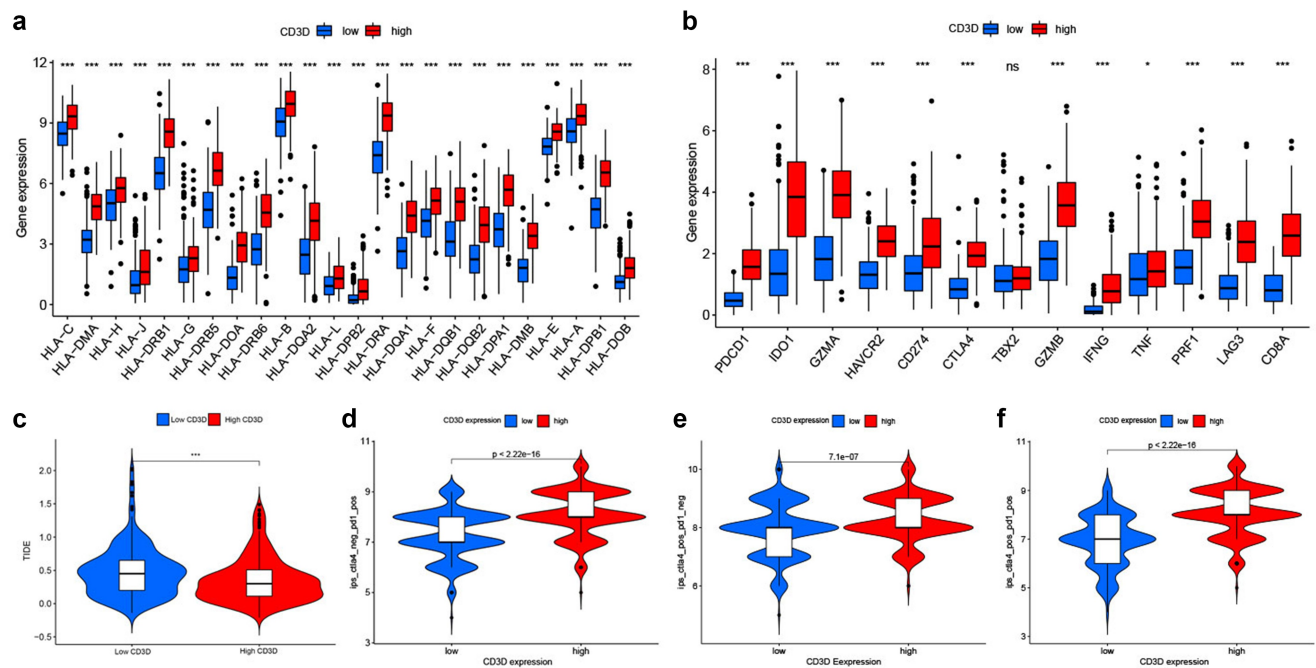 a
CD3D low high
*** *** *** *** *** *** *** *** *** *** *** *** *** *** *** *** *** *** *** *** *** *** *** ***
Gene expression
12
9
6
3
0
HLA-C HLA-DMA HLA-H HLA-J HLA-DRB1 HLA-G HLA-DRB5 HLA-DOA HLA-DRB6 HLA-B HLA-DQA2 HLA-L HLA-DPB2 HLA-DRA HLA-DQA1 HLA-F HLA-DQB1 HLA-DQB2 HLA-DPA1 HLA-DMB HLA-E HLA-A HLA-DPB1 HLA-DOB
b
CD3D low high
*** *** *** *** *** *** ns *** *** * *** *** ***
Gene expression
8
6
4
2
0
PDCD1 IDO1 GZMA HAVCR2 CD274 CTLA4 TBX2 GZMB IFNG TNF PRF1 LAG3 CD8A
c
Low CD3D High CD3D
***
TIDE
2.0
1.5
1.0
0.5
0.0
−0.5
Low CD3D High CD3D
d
CD3D expression low high
p < 2.22e−16
ips_ctla4_neg_pd1_pos
11
9
7
5
3
low high
CD3D expression
e
CD3D expression low high
7.1e−07
ips_ctla4_pos_pd1_neg
10
8
6
low high
CD3D Eexpression
f
CD3D expression low high
p < 2.22e−16
ips_ctla4_pos_pd1_pos
11
9
7
5
3
low high
CD3D expression